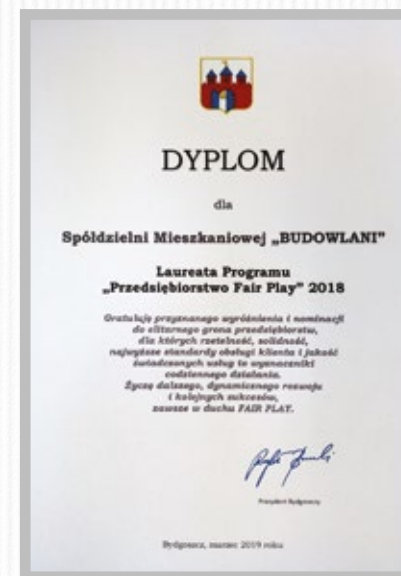 DYPLOM
dla
Spółdzielni Mieszkaniowej „BUDOWLANI”
Laureata Programu
„Przedsiębiorstwo Fair Play” 2018
Gratuluję przyznanego wyróżnienia i nominacji
do elitarnego grona przedsiębiorstw,
dla których rzetelność, solidność,
najwyższe standardy obsługi klienta i jakość
świadczonych usług to wyznaczniki
codziennego działania.
Życzę dalszego, dynamicznego rozwoju
i kolejnych sukcesów,
zawsze w duchu FAIR PLAY.
Prezydent Bydgoszczy
Bydgoszcz, marzec 2019 roku